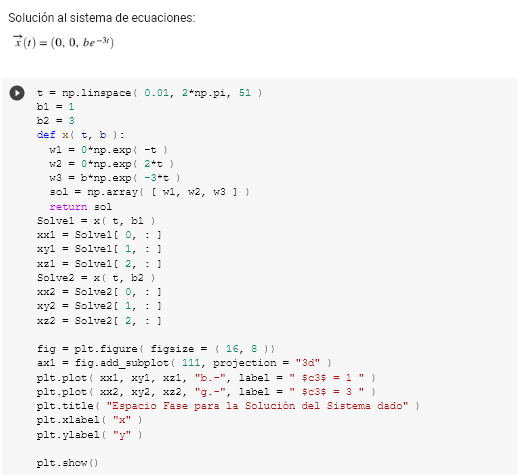 Solución al sistema de ecuaciones:
x⃗(t) = (0, 0, be⁻³ᵗ)
t = np.linspace( 0.01, 2*np.pi, 51 )
b1 = 1
b2 = 3
def x( t, b ):
w1 = 0*np.exp( -t )
w2 = 0*np.exp( 2*t )
w3 = b*np.exp( -3*t )
sol = np.array( [ w1, w2, w3 ] )
return sol
Solve1 = x( t, b1 )
xx1 = Solve1[ 0, : ]
xy1 = Solve1[ 1, : ]
xz1 = Solve1[ 2, : ]
Solve2 = x( t, b2 )
xx2 = Solve2[ 0, : ]
xy2 = Solve2[ 1, : ]
xz2 = Solve2[ 2, : ]
fig = plt.figure( figsize = ( 16, 8 ))
ax1 = fig.add_subplot( 111, projection = "3d" )
plt.plot( xx1, xy1, xz1, "b.-", label = " $c3$ = 1 " )
plt.plot( xx2, xy2, xz2, "g.-", label = " $c3$ = 3 " )
plt.title( "Espacio Fase para la Solución del Sistema dado" )
plt.xlabel( "x" )
plt.ylabel( "y" )
plt.show()